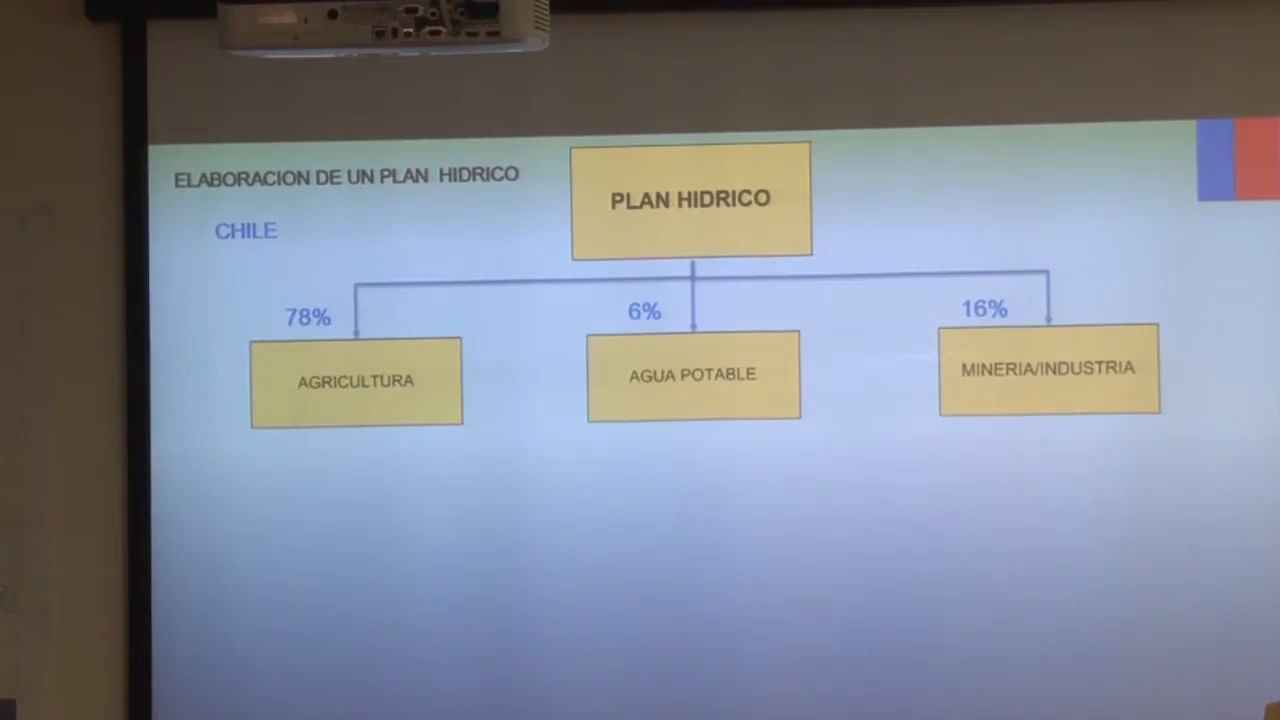 ELABORACION DE UN PLAN HIDRICO
PLAN HIDRICO
CHILE
78%
6%
16%
AGRICULTURA
AGUA POTABLE
MINERIA/INDUSTRIA